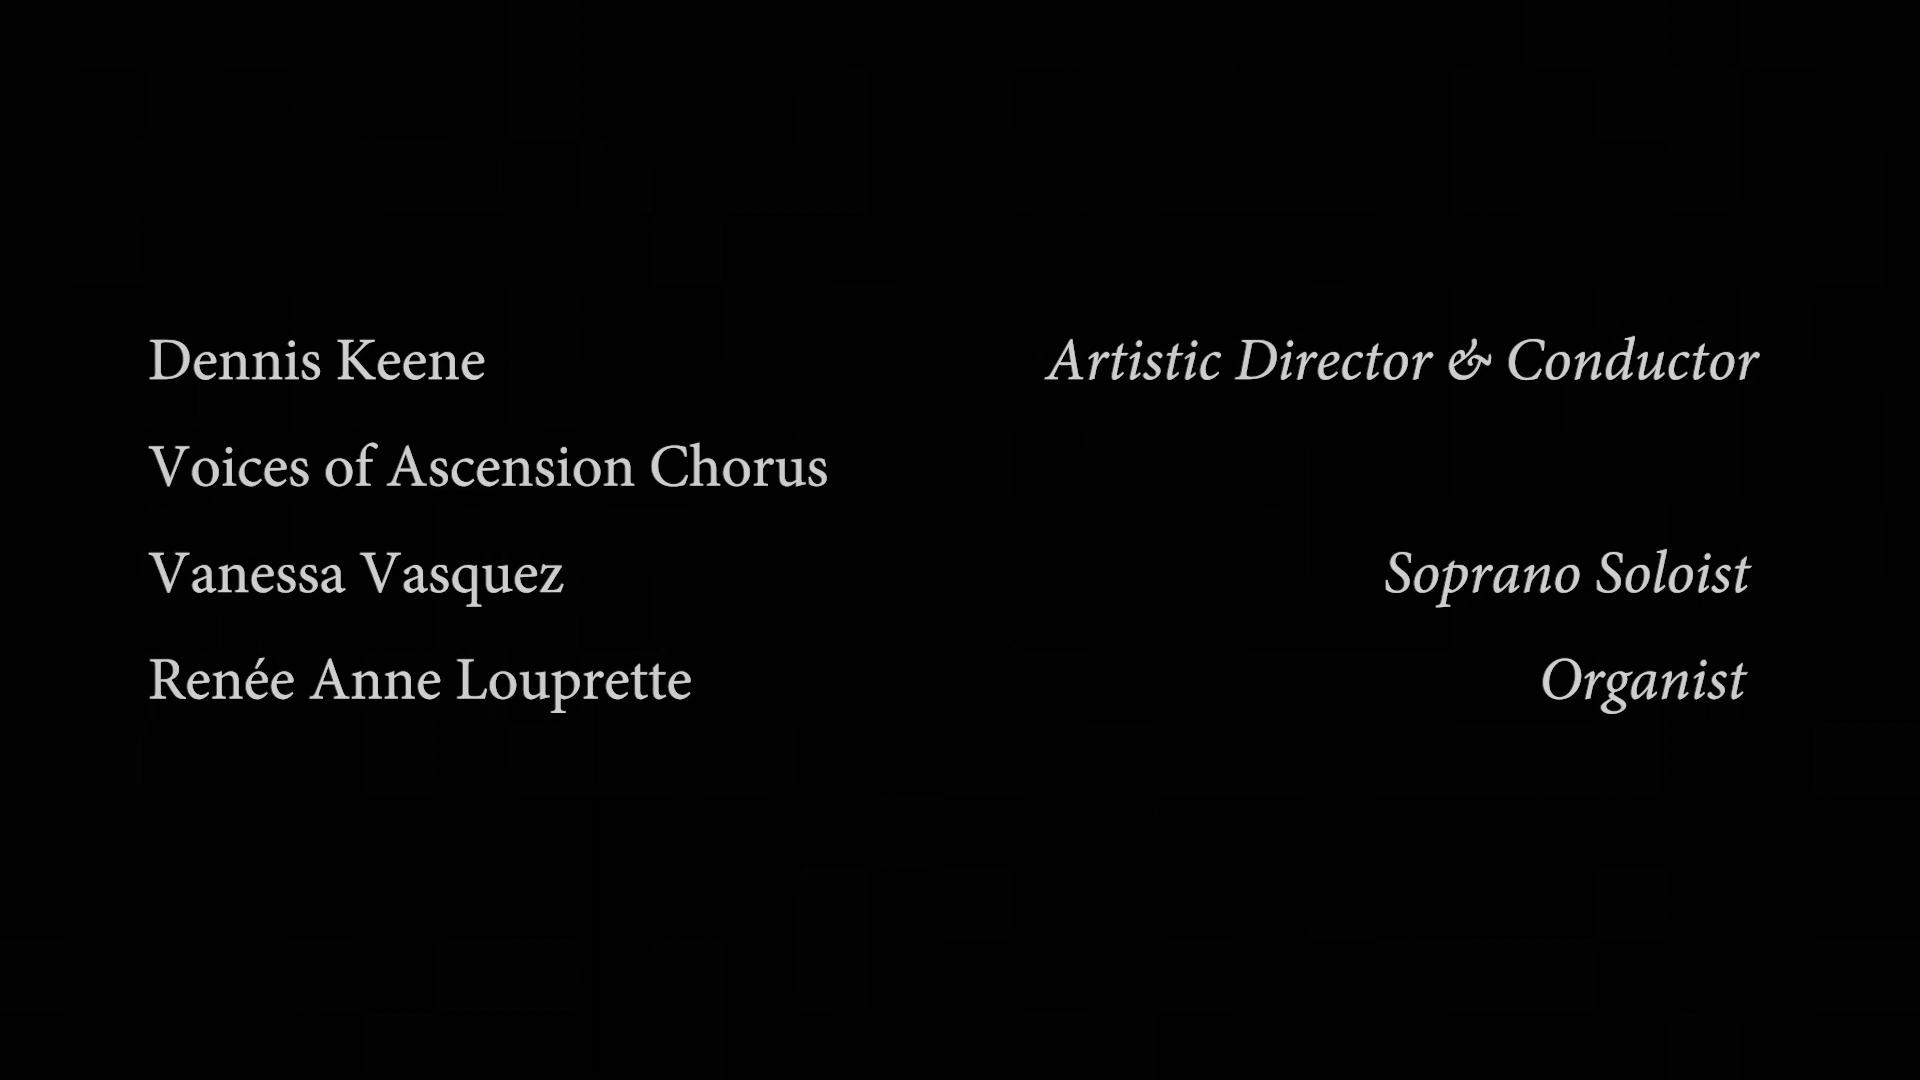 Dennis Keene Artistic Director & Conductor
Voices of Ascension Chorus
Vanessa Vasquez Soprano Soloist
Renée Anne Louprette Organist